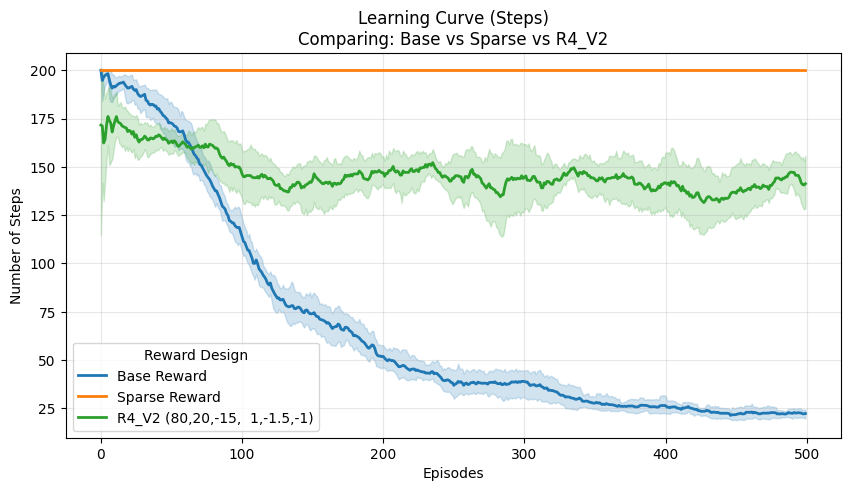 Learning Curve (Steps)
Comparing: Base vs Sparse vs R4_V2
Number of Steps
200
175
150
125
100
75
50
25
Reward Design
Base Reward
Sparse Reward
R4_V2 (80,20,-15,  1,-1.5,-1)
0 100 200 300 400 500
Episodes